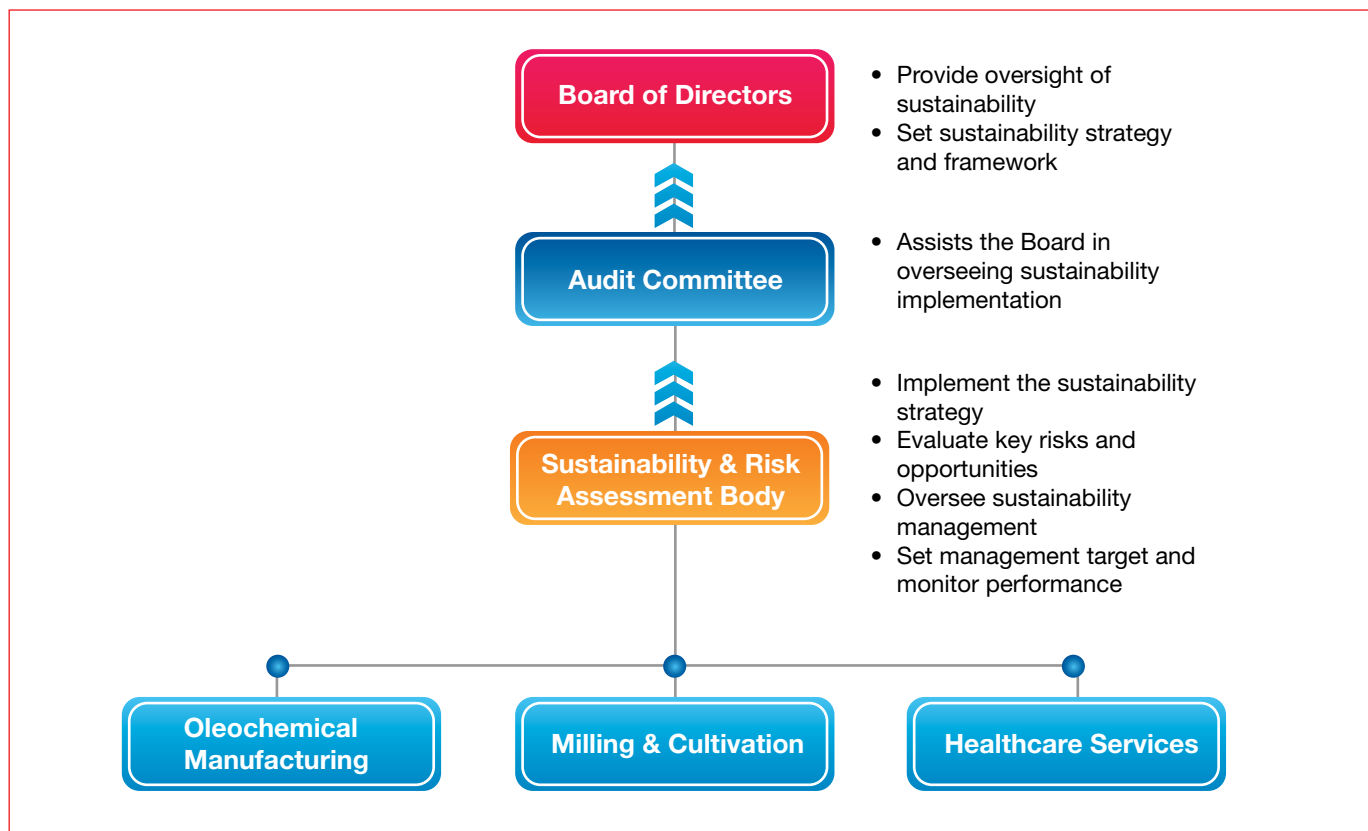 Board of Directors
• Provide oversight of
sustainability
• Set sustainability strategy
and framework
Audit Committee
• Assists the Board in
overseeing sustainability
implementation
Sustainability & Risk
Assessment Body
• Implement the sustainability
strategy
• Evaluate key risks and
opportunities
• Oversee sustainability
management
• Set management target and
monitor performance
Oleochemical
Manufacturing
Milling & Cultivation
Healthcare Services